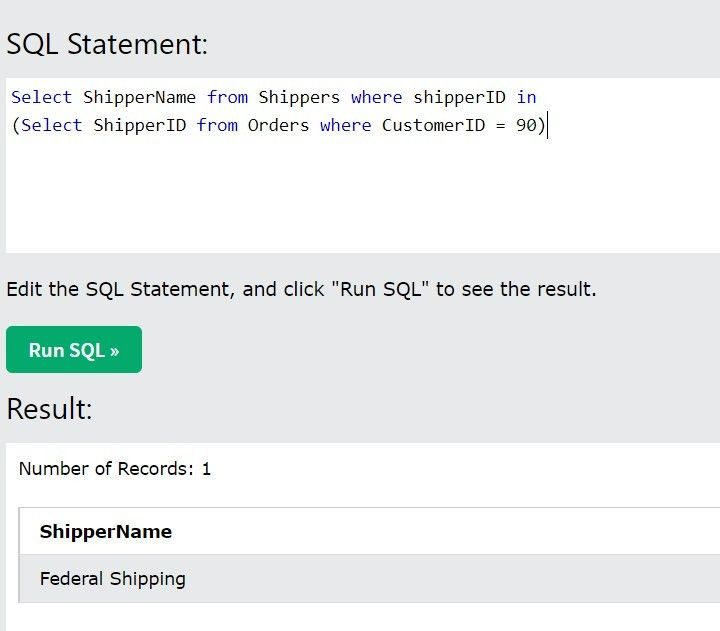 SQL Statement:
Select ShipperName from Shippers where shipperID in
(Select ShipperID from Orders where CustomerID = 90)
Edit the SQL Statement, and click "Run SQL" to see the result.
Run SQL »
Result:
Number of Records: 1
ShipperName
Federal Shipping